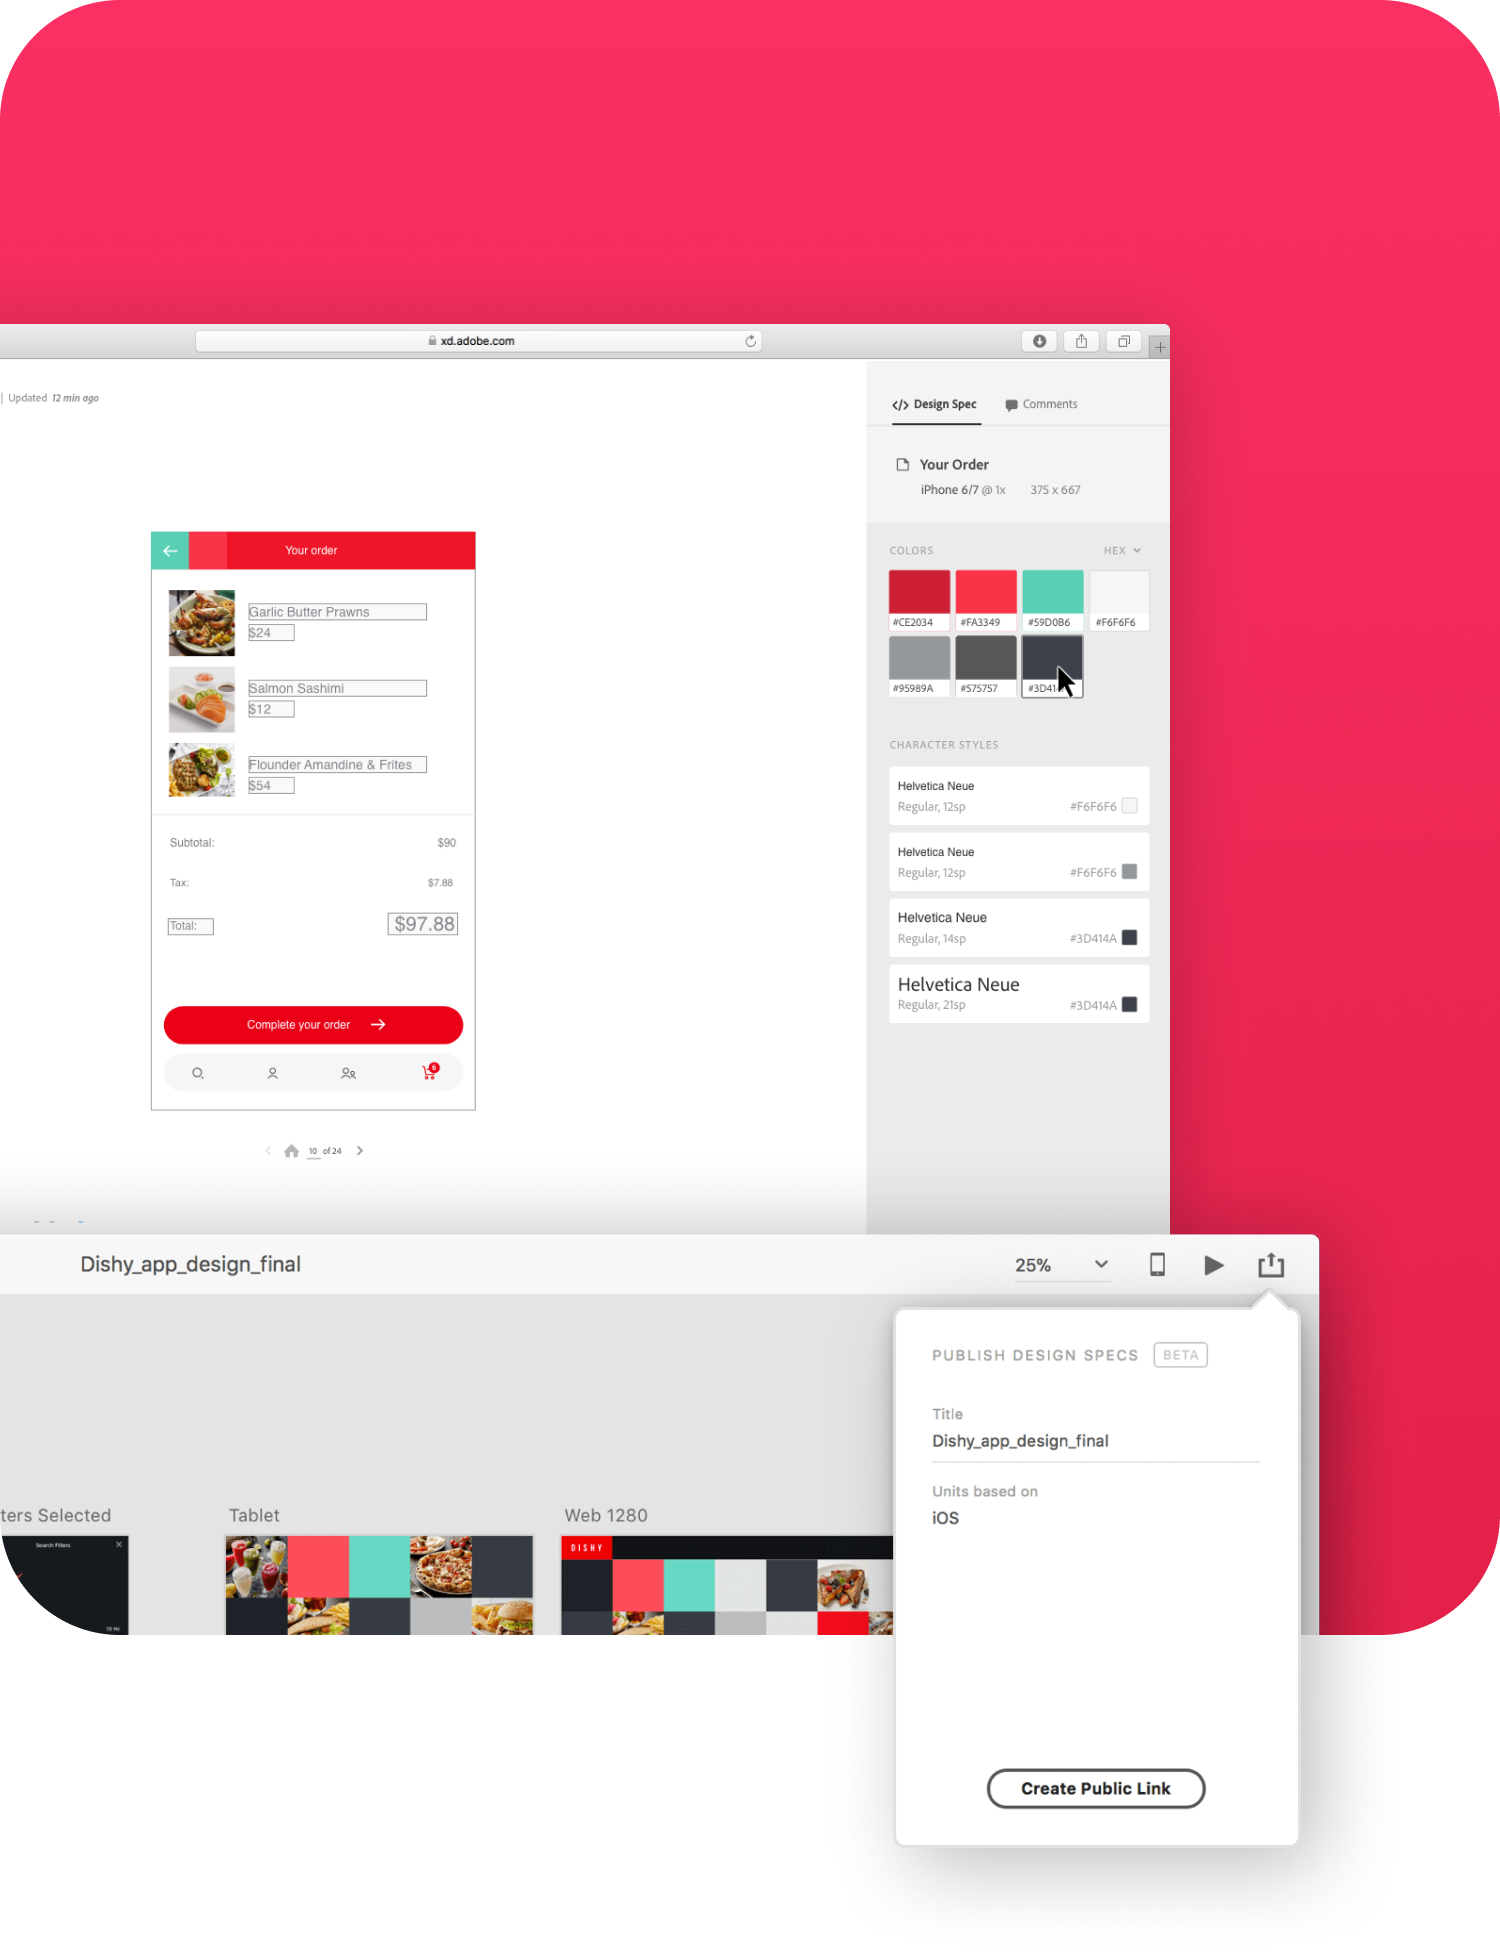 xd.adobe.com
| Updated 12 min ago
Design Spec
Comments
Your Order
iPhone 6/7 @ 1x 375 x 667
COLORS
HEX
#CE2034
#FA3349
#59D0B6
#F6F6F6
#95989A
#575757
#3D41
CHARACTER STYLES
Helvetica Neue
Regular, 12sp
#F6F6F6
Helvetica Neue
Regular, 12sp
#F6F6F6
Helvetica Neue
Regular, 14sp
#3D414A
Helvetica Neue
Regular, 21sp
#3D414A
Your order
Garlic Butter Prawns
$24
Salmon Sashimi
$12
Flounder Amandine & Frites
$54
Subtotal:
$90
Tax:
$7.88
Total:
$97.88
Complete your order
10 of 24
Dishy_app_design_final
25%
PUBLISH DESIGN SPECS
BETA
Title
Dishy_app_design_final
Units based on
iOS
Create Public Link
ters Selected
Search Filters
10 mi
Tablet
Web 1280
DISHY